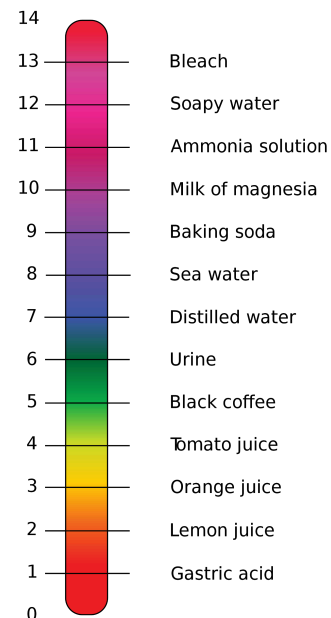 14
13 Bleach
12 Soapy water
11 Ammonia solution
10 Milk of magnesia
9 Baking soda
8 Sea water
7 Distilled water
6 Urine
5 Black coffee
4 Tomato juice
3 Orange juice
2 Lemon juice
1 Gastric acid
0